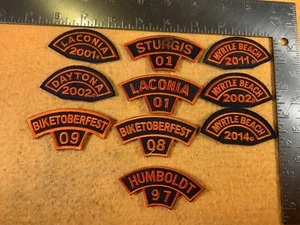 LACONIA
2001
STURGIS
01
MYRTLE BEACH
2011
DAYTONA
2002
LACONIA
01
MYRTLE BEACH
2002
BIKETOBERFEST
09
BIKETOBERFEST
08
MYRTLE BEACH
2014
HUMBOLDT
97